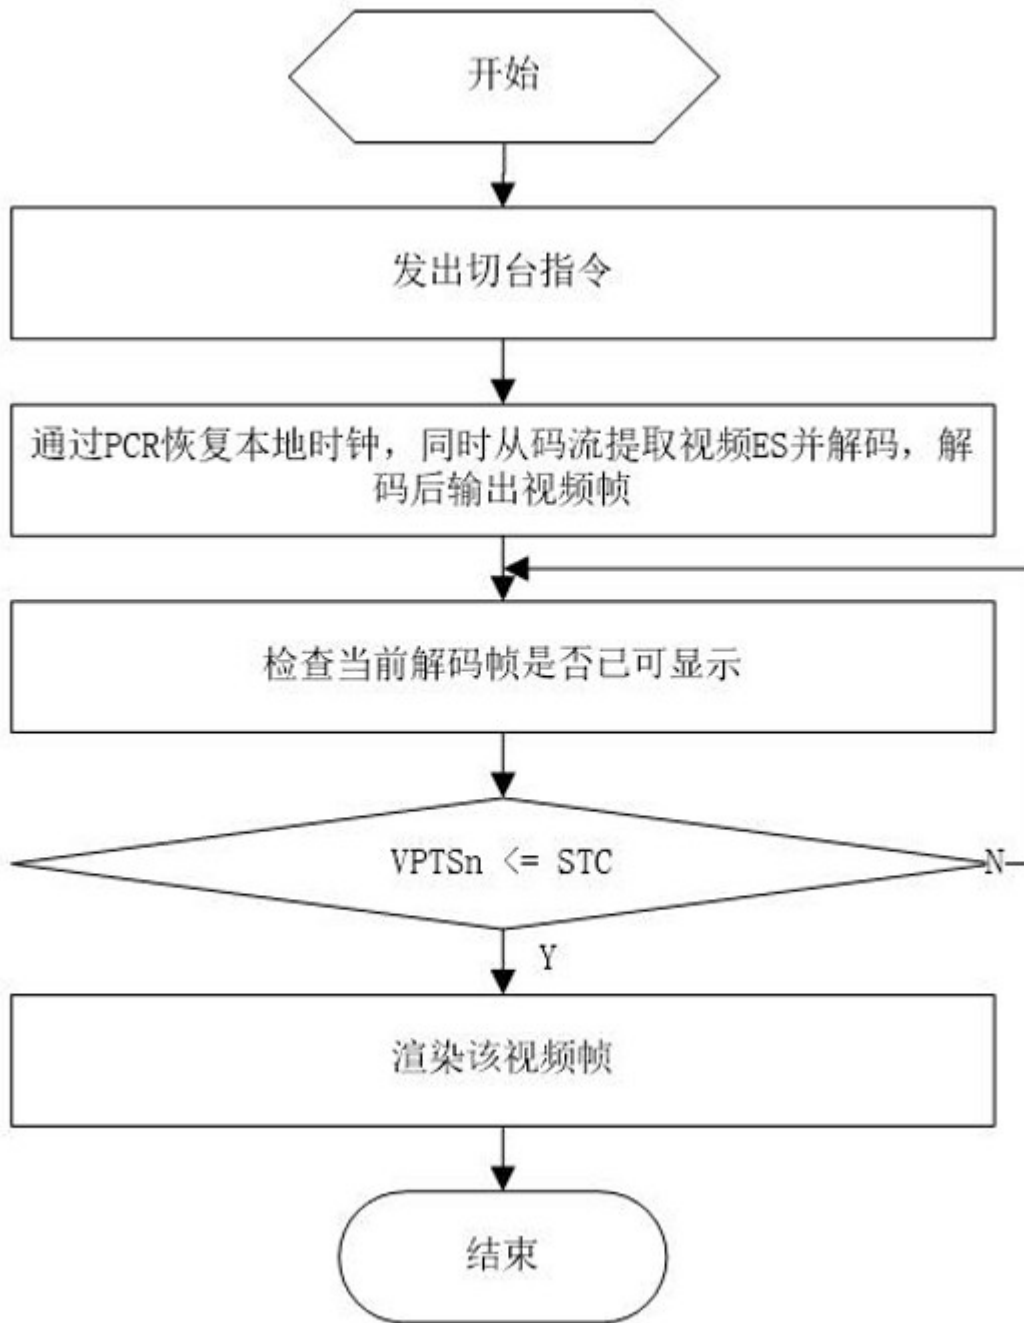 开始
发出切台指令
通过PCR恢复本地时钟，同时从码流提取视频ES并解码，解
码后输出视频帧
检查当前解码帧是否已可显示
VPTSn <= STC
N
Y
渲染该视频帧
结束